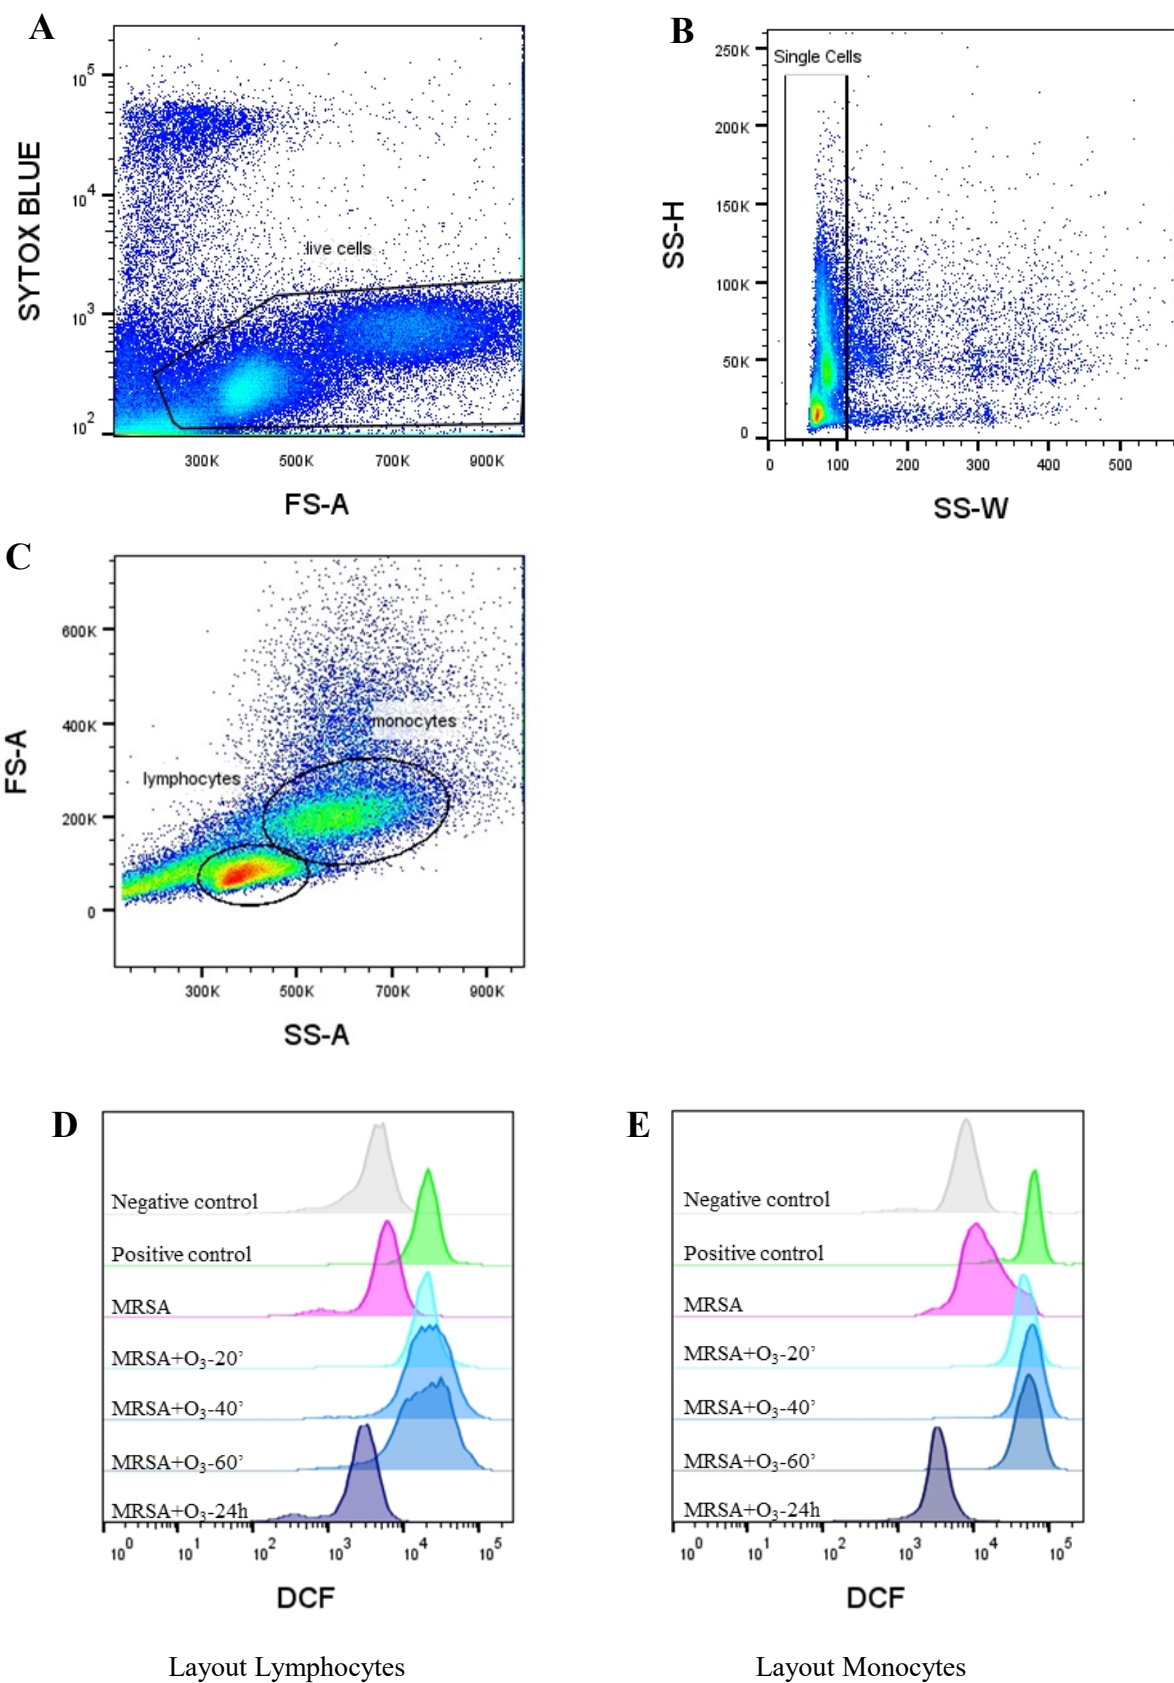 A
SYTOX BLUE
10^5
10^4
10^3
10^2
live cells
300K 500K 700K 900K
FS-A
B
SS-H
250K
200K
150K
100K
50K
0
Single Cells
0 100 200 300 400 500
SS-W
C
FS-A
600K
400K
200K
0
monocytes
lymphocytes
300K 500K 700K 900K
SS-A
D
Negative control
Positive control
MRSA
MRSA+O₃-20’
MRSA+O₃-40’
MRSA+O₃-60’
MRSA+O₃-24h
10^0 10^1 10^2 10^3 10^4 10^5
DCF
Layout Lymphocytes
E
Negative control
Positive control
MRSA
MRSA+O₃-20’
MRSA+O₃-40’
MRSA+O₃-60’
MRSA+O₃-24h
10^0 10^1 10^2 10^3 10^4 10^5
DCF
Layout Monocytes